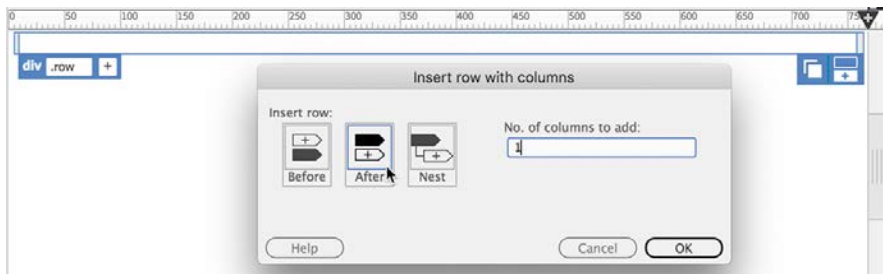 0 50 100 150 200 250 300 350 400 450 500 550 600 650 700
div .row +
Insert row with columns
Insert row:
No. of columns to add:
1
Before After Nest
Help Cancel OK